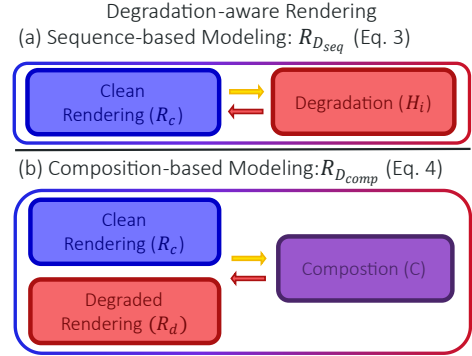 Degradation-aware Rendering
(a) Sequence-based Modeling: R_{D_{seq}} (Eq. 3)
Clean
Rendering (R_c)
Degradation (H_i)
(b) Composition-based Modeling:R_{D_{comp}} (Eq. 4)
Clean
Rendering (R_c)
Compostion (C)
Degraded
Rendering (R_d)